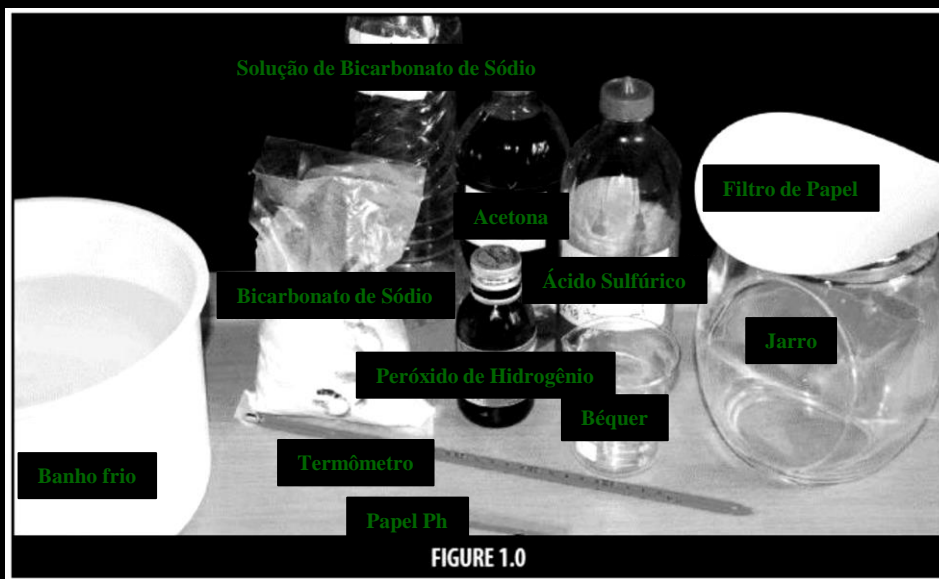 Solução de Bicarbonato de Sódio
Filtro de Papel
Acetona
Ácido Sulfúrico
Bicarbonato de Sódio
Jarro
Peróxido de Hidrogênio
Béquer
Termômetro
Banho frio
Papel Ph
FIGURE 1.0